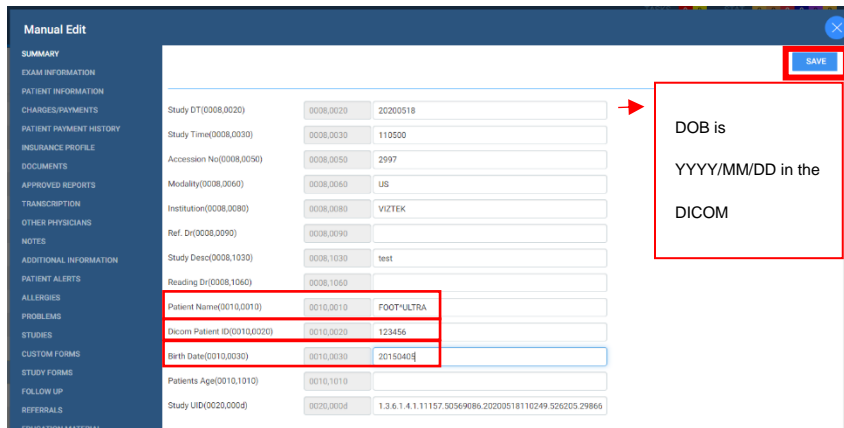 Manual Edit
SUMMARY
EXAM INFORMATION
PATIENT INFORMATION
CHARGES/PAYMENTS
PATIENT PAYMENT HISTORY
INSURANCE PROFILE
DOCUMENTS
APPROVED REPORTS
TRANSCRIPTION
OTHER PHYSICIANS
NOTES
ADDITIONAL INFORMATION
PATIENT ALERTS
ALLERGIES
PROBLEMS
STUDIES
CUSTOM FORMS
STUDY FORMS
FOLLOW UP
REFERRALS
EDUCATION MATERIAL
SAVE
Study DT(0008,0020) 0008,0020 20200518
Study Time(0008,0030) 0008,0030 110500
Accession No(0008,0050) 0008,0050 2997
Modality(0008,0060) 0008,0060 US
Institution(0008,0080) 0008,0080 VIZTEK
Ref. Dr(0008,0090) 0008,0090
Study Desc(0008,1030) 0008,1030 test
Reading Dr(0008,1060) 0008,1060
Patient Name(0010,0010) 0010,0010 FOOT^ULTRA
Dicom Patient ID(0010,0020) 0010,0020 123456
Birth Date(0010,0030) 0010,0030 20150405
Patients Age(0010,1010) 0010,1010
Study UID(0020,000d) 0020,000d 1.3.6.1.4.1.11157.50569086.20200518110249.526205.29866
DOB is
YYYY/MM/DD in the
DICOM